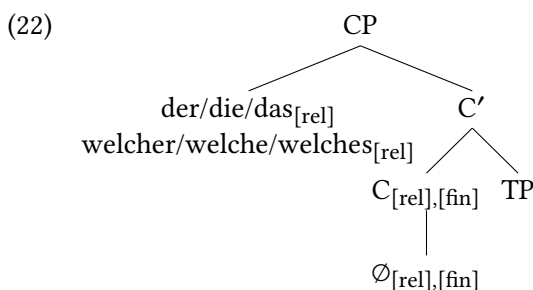 (22)
CP
der/die/das[rel]
welcher/welche/welches[rel]
C′
C[rel],[fin]
TP
∅[rel],[fin]